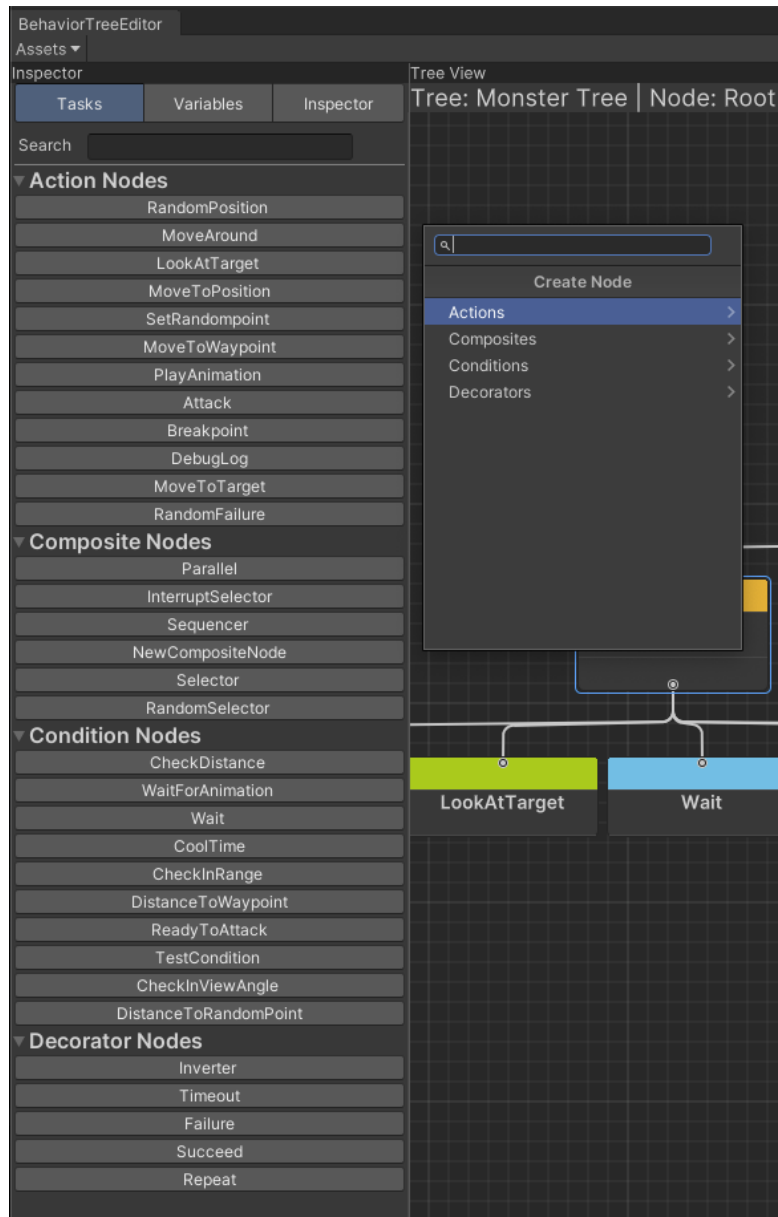 BehaviorTreeEditor
Assets
Inspector
Tasks Variables Inspector
Search
Action Nodes
RandomPosition
MoveAround
LookAtTarget
MoveToPosition
SetRandompoint
MoveToWaypoint
PlayAnimation
Attack
Breakpoint
DebugLog
MoveToTarget
RandomFailure
Composite Nodes
Parallel
InterruptSelector
Sequencer
NewCompositeNode
Selector
RandomSelector
Condition Nodes
CheckDistance
WaitForAnimation
Wait
CoolTime
CheckInRange
DistanceToWaypoint
ReadyToAttack
TestCondition
CheckInViewAngle
DistanceToRandomPoint
Decorator Nodes
Inverter
Timeout
Failure
Succeed
Repeat
Tree View
Tree: Monster Tree | Node: Root
Create Node
Actions
Composites
Conditions
Decorators
LookAtTarget
Wait